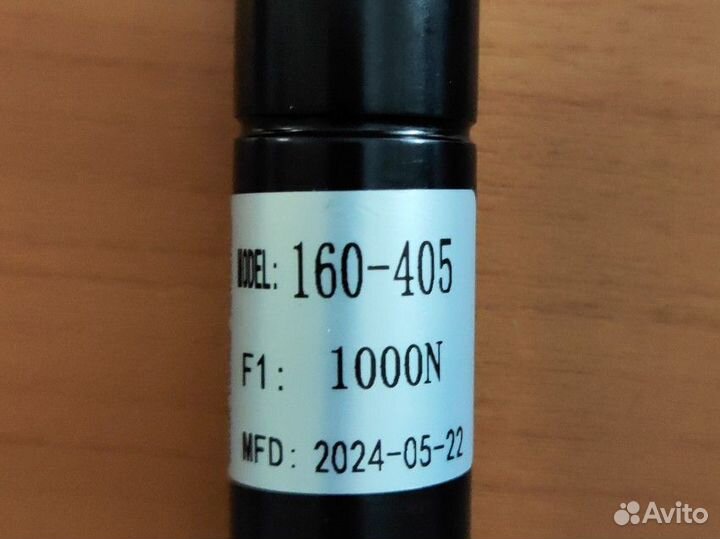 MODEL: 160-405
F1: 1000N
MFD: 2024-05-22
Avito